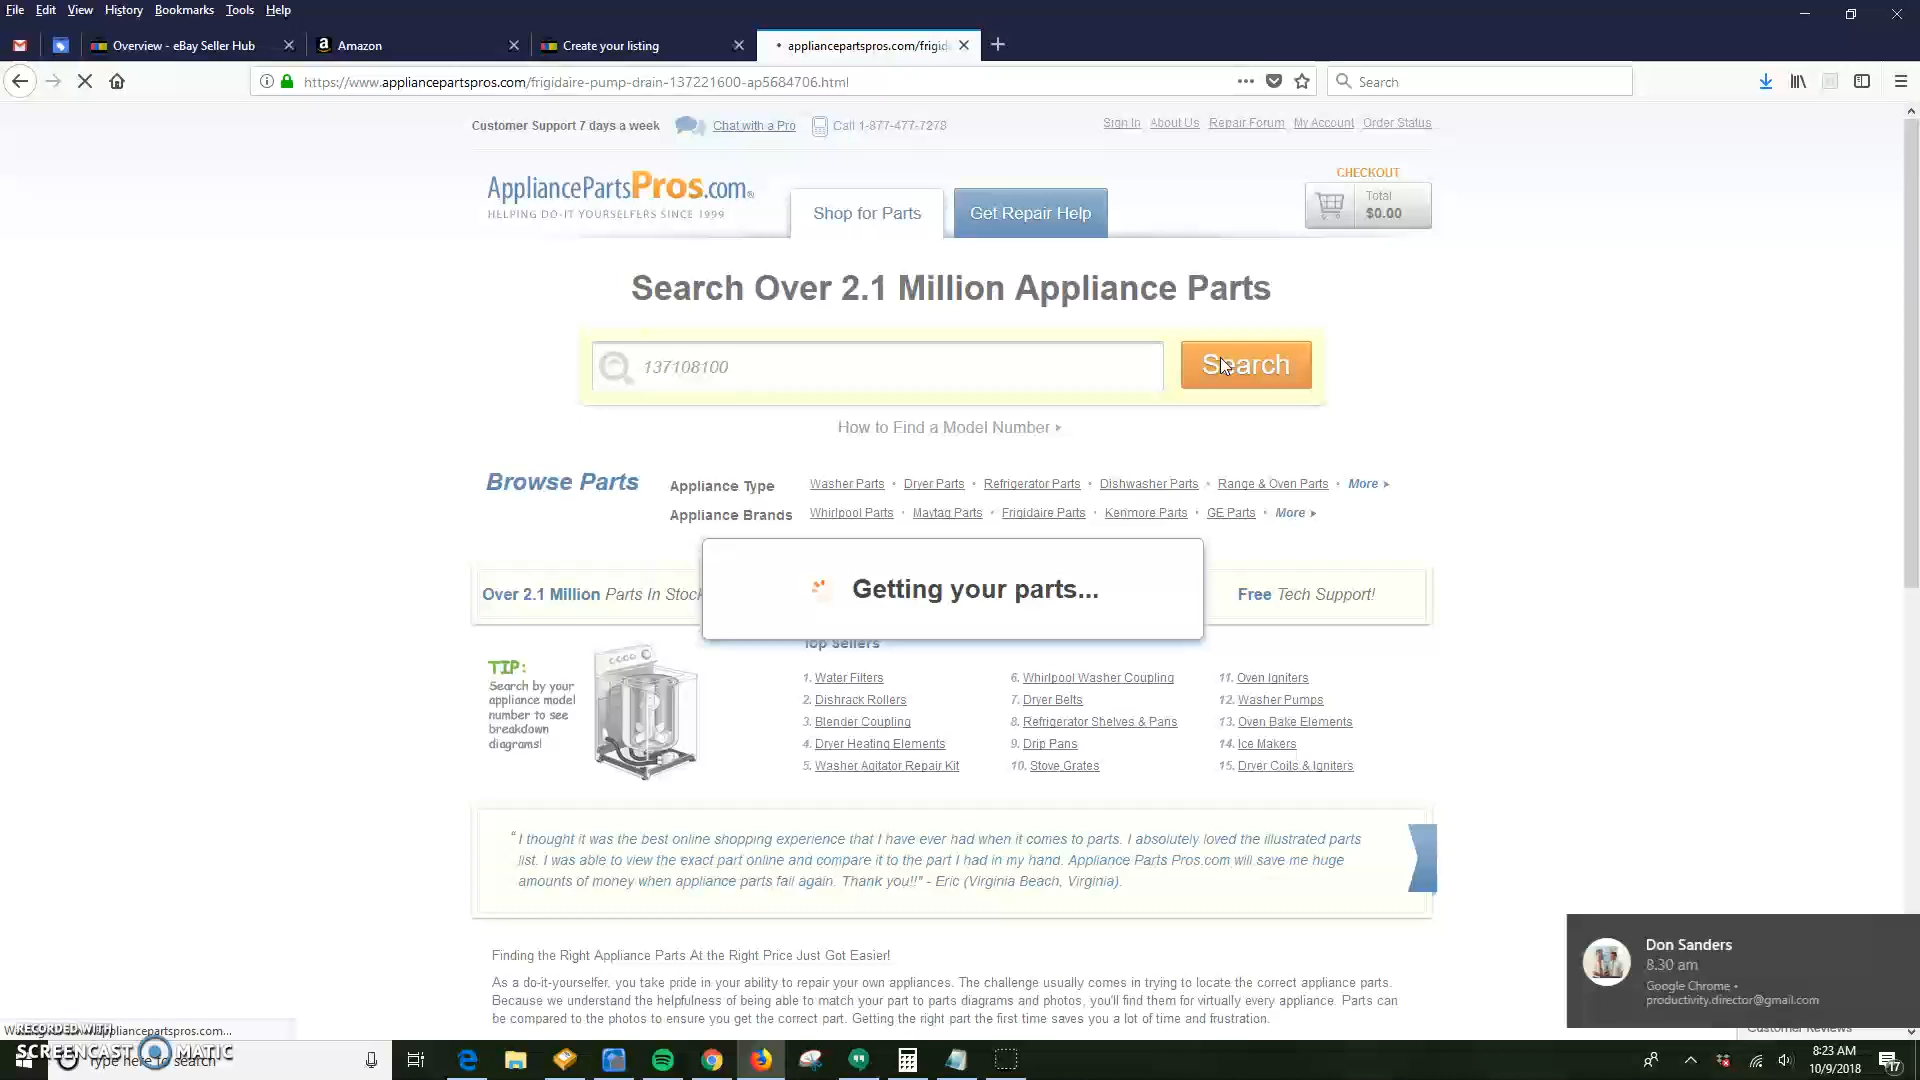 File Edit View History Bookmarks Tools Help
Overview - eBay Seller Hub
Amazon
Create your listing
appliancepartspros.com/frigid
https://www.appliancepartspros.com/frigidaire-pump-drain-137221600-ap5684706.html
Search
Customer Support 7 days a week Chat with a Pro Call 1-877-477-7278
Sign In About Us Repair Forum My Account Order Status
AppliancePartsPros.com
HELPING DO-IT YOURSELFERS SINCE 1999
Shop for Parts
Get Repair Help
CHECKOUT
Total
$0.00
Search Over 2.1 Million Appliance Parts
137108100
Search
How to Find a Model Number
Browse Parts
Appliance Type Washer Parts • Dryer Parts • Refrigerator Parts • Dishwasher Parts • Range & Oven Parts • More
Appliance Brands Whirlpool Parts • Maytag Parts • Frigidaire Parts • Kenmore Parts • GE Parts • More
Over 2.1 Million Parts In Stock
Getting your parts...
Free Tech Support!
Top Sellers
TIP:
Search by your
appliance model
number to see
breakdown
diagrams!
1. Water Filters
2. Dishrack Rollers
3. Blender Coupling
4. Dryer Heating Elements
5. Washer Agitator Repair Kit
6. Whirlpool Washer Coupling
7. Dryer Belts
8. Refrigerator Shelves & Parts
9. Drip Pans
10. Stove Grates
11. Oven Igniters
12. Washer Pumps
13. Oven Bake Elements
14. Ice Makers
15. Dryer Coils & Igniters
“I thought it was the best online shopping experience that I have ever had when it comes to parts. I absolutely loved the illustrated parts
list. I was able to view the exact part online and compare it to the part I had in my hand. Appliance Parts Pros.com will save me huge
amounts of money when appliance parts fail again. Thank you!!" - Eric (Virginia Beach, Virginia).
Finding the Right Appliance Parts At the Right Price Just Got Easier!
As a do-it-yourselfer, you take pride in your ability to repair your own appliances. The challenge usually comes in trying to locate the correct appliance parts.
Because we understand the helpfulness of being able to match your part to parts diagrams and photos, you'll find them for virtually every appliance. Parts can
be compared to the photos to ensure you get the correct part. Getting the right part the first time saves you a lot of time and frustration.
Don Sanders
8.30 am
Google Chrome •
productivity.director@gmail.com
Customer Reviews
appliancepartspros.com...
RECORDED WITH
SCREENCAST MATIC
Type here to search
8:23 AM
10/9/2018
17